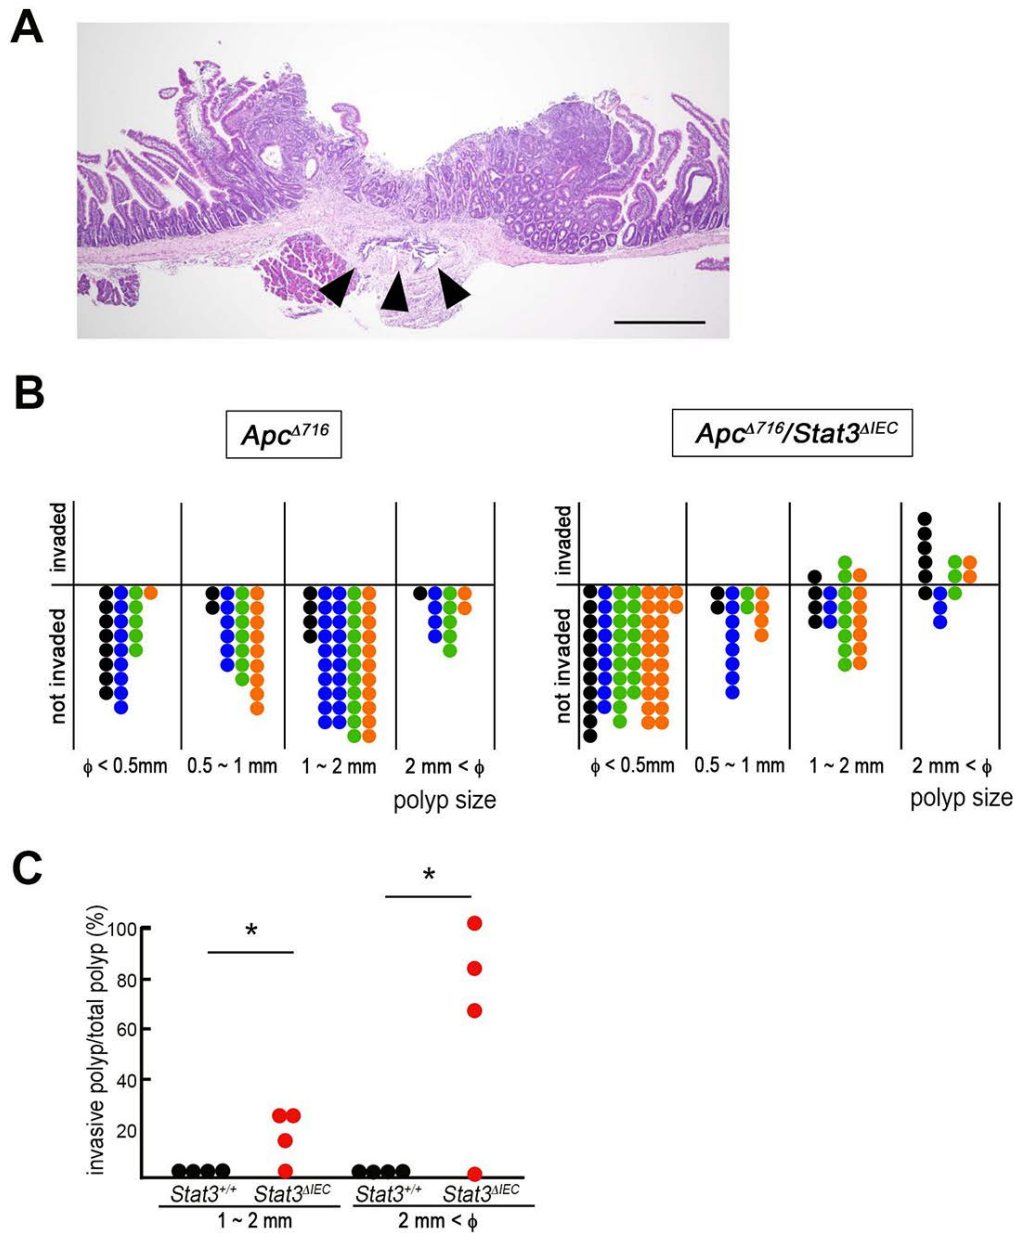 A
B
Apc^Δ716
Apc^Δ716/Stat3^ΔIEC
invaded
not invaded
ϕ < 0.5mm
0.5 ~ 1 mm
1 ~ 2 mm
2 mm < ϕ
polyp size
invaded
not invaded
ϕ < 0.5mm
0.5 ~ 1 mm
1 ~ 2 mm
2 mm < ϕ
polyp size
C
invasive polyp/total polyp (%)
100
80
60
40
20
*
*
Stat3^+/+
Stat3^ΔIEC
Stat3^+/+
Stat3^ΔIEC
1 ~ 2 mm
2 mm < ϕ